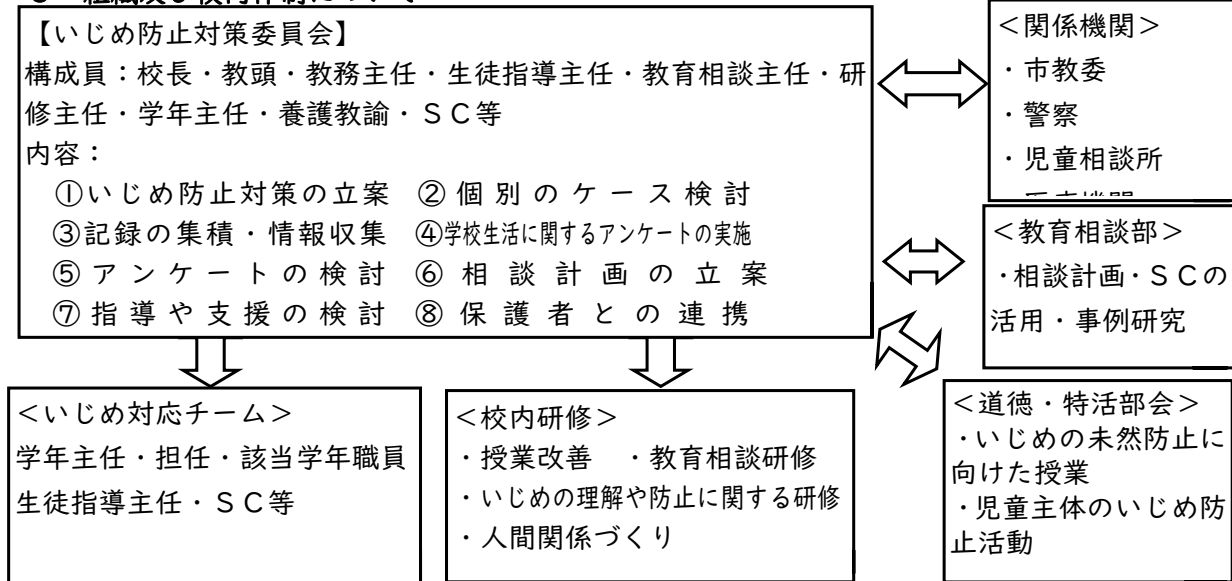 【いじめ防止対策委員会】
構成員：校長・教頭・教務主任・生徒指導主任・教育相談主任・研
修主任・学年主任・養護教諭・ＳＣ等
内容：
①いじめ防止対策の立案 ②個別のケース検討
③記録の集積・情報収集 ④学校生活に関するアンケートの実施
⑤アンケートの検討 ⑥相談計画の立案
⑦指導や支援の検討 ⑧保護者との連携
＜関係機関＞
・市教委
・警察
・児童相談所
＜教育相談部＞
・相談計画・ＳＣの
活用・事例研究
＜いじめ対応チーム＞
学年主任・担任・該当学年職員
生徒指導主任・ＳＣ等
＜校内研修＞
・授業改善 ・教育相談研修
・いじめの理解や防止に関する研修
・人間関係づくり
＜道徳・特活部会＞
・いじめの未然防止に
向けた授業
・児童主体のいじめ防
止活動